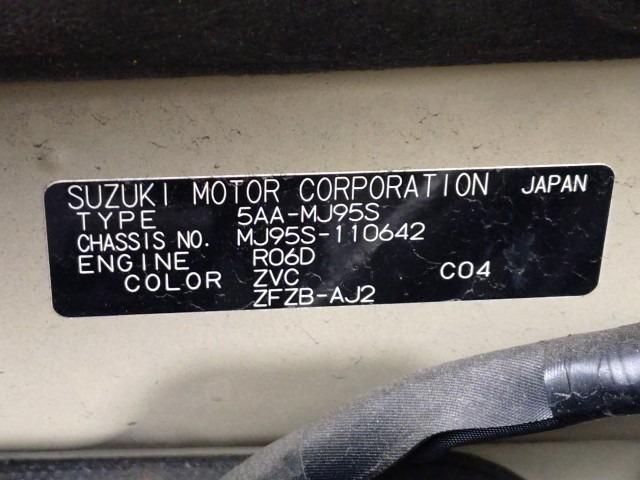 SUZUKI MOTOR CORPORATION JAPAN
TYPE 5AA-MJ95S
CHASSIS NO. MJ95S-110642
ENGINE R06D
COLOR ZVC C04
ZFZB-AJ2